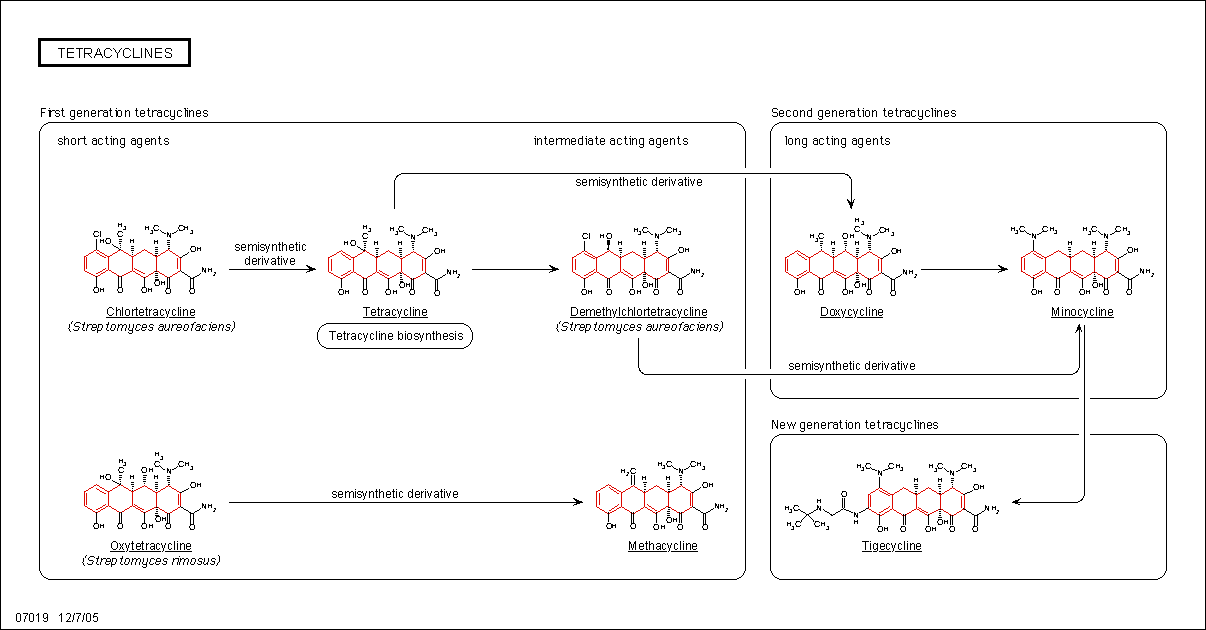 TETRACYCLINES
First generation tetracyclines
Second generation tetracyclines
short acting agents
intermediate acting agents
long acting agents
semisynthetic derivative
semisynthetic
derivative
Chlortetracycline
(Streptomyces aureofaciens)
Tetracycline
Tetracycline biosynthesis
Demethylchlortetracycline
(Streptomyces aureofaciens)
Doxycycline
Minocycline
semisynthetic derivative
New generation tetracyclines
semisynthetic derivative
Oxytetracycline
(Streptomyces rimosus)
Methacycline
Tigecycline
07019 12/7/05